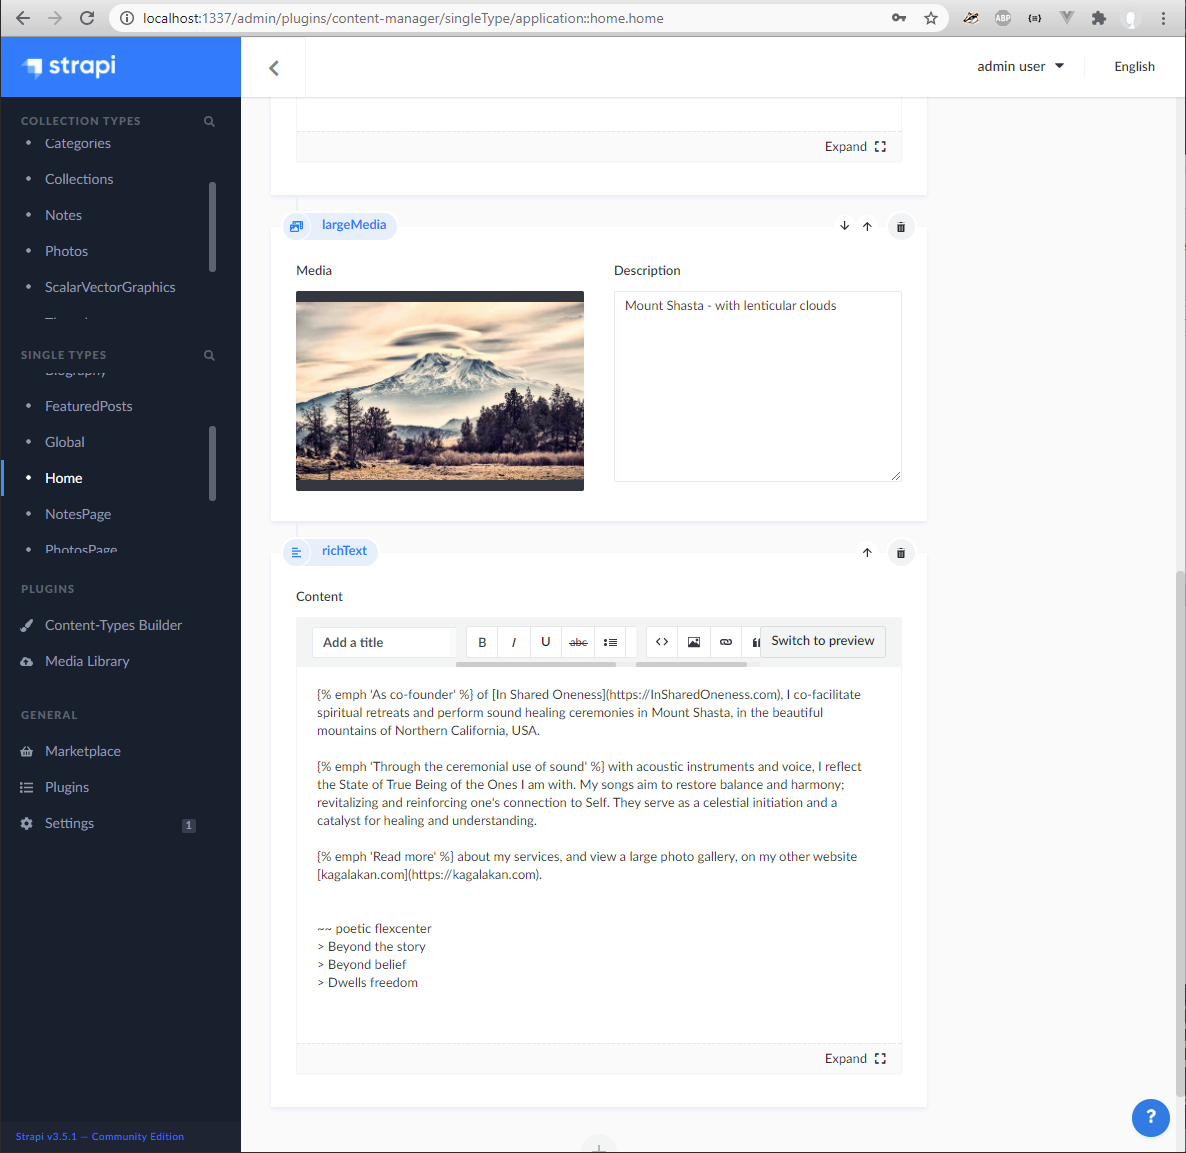 localhost:1337/admin/plugins/content-manager/singleType/application::home.home
ABP
strapi
admin user
English
COLLECTION TYPES
Categories
Collections
Notes
Photos
ScalarVectorGraphics
SINGLE TYPES
Biography
FeaturedPosts
Global
Home
NotesPage
PhotosPage
PLUGINS
Content-Types Builder
Media Library
GENERAL
Marketplace
Plugins
Settings
1
Strapi v3.5.1 — Community Edition
Expand
largeMedia
Media
Description
Mount Shasta - with lenticular clouds
richText
Content
Add a title
B
I
U
abc
Switch to preview
{% emph 'As co-founder' %} of [In Shared Oneness](https://InSharedOneness.com), I co-facilitate
spiritual retreats and perform sound healing ceremonies in Mount Shasta, in the beautiful
mountains of Northern California, USA.
{% emph 'Through the ceremonial use of sound' %} with acoustic instruments and voice, I reflect
the State of True Being of the Ones I am with. My songs aim to restore balance and harmony;
revitalizing and reinforcing one's connection to Self. They serve as a celestial initiation and a
catalyst for healing and understanding.
{% emph 'Read more' %} about my services, and view a large photo gallery, on my other website
[kagalakan.com](https://kagalakan.com).
~~ poetic flexcenter
> Beyond the story
> Beyond belief
> Dwells freedom
Expand
?